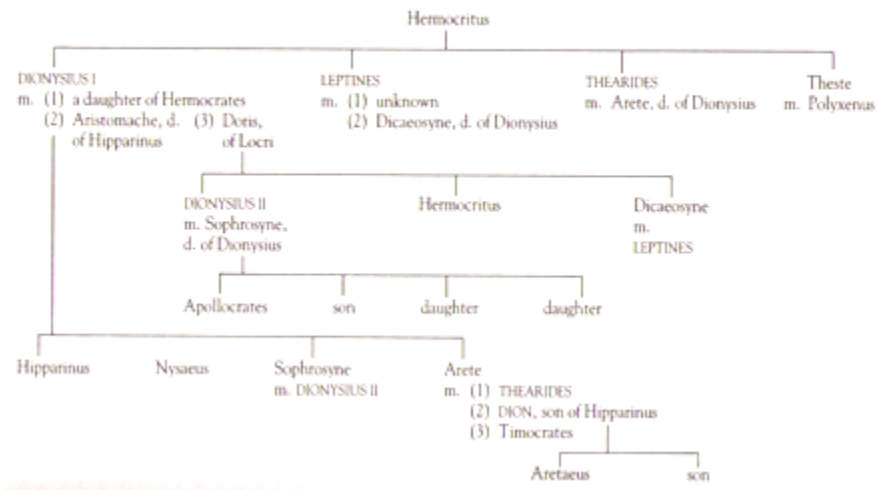 Hermocritus
DIONYSIUS I
m. (1) a daughter of Hermocrates
(2) Aristomache, d. of Hipparinus
(3) Doris, of Locri
LEPTINES
m. (1) unknown
(2) Dicaeosyne, d. of Dionysius
THEARIDES
m. Arete, d. of Dionysius
Theste
m. Polyxenus
DIONYSIUS II
m. Sophrosyne,
d. of Dionysius
Hermocritus
Dicaeosyne
m.
LEPTINES
Apollocrates
son
daughter
daughter
Hipparinus
Nysaeus
Sophrosyne
m. DIONYSIUS II
Arete
m. (1) THEARIDES
(2) DION, son of Hipparinus
(3) Timocrates
Aretaeus
son